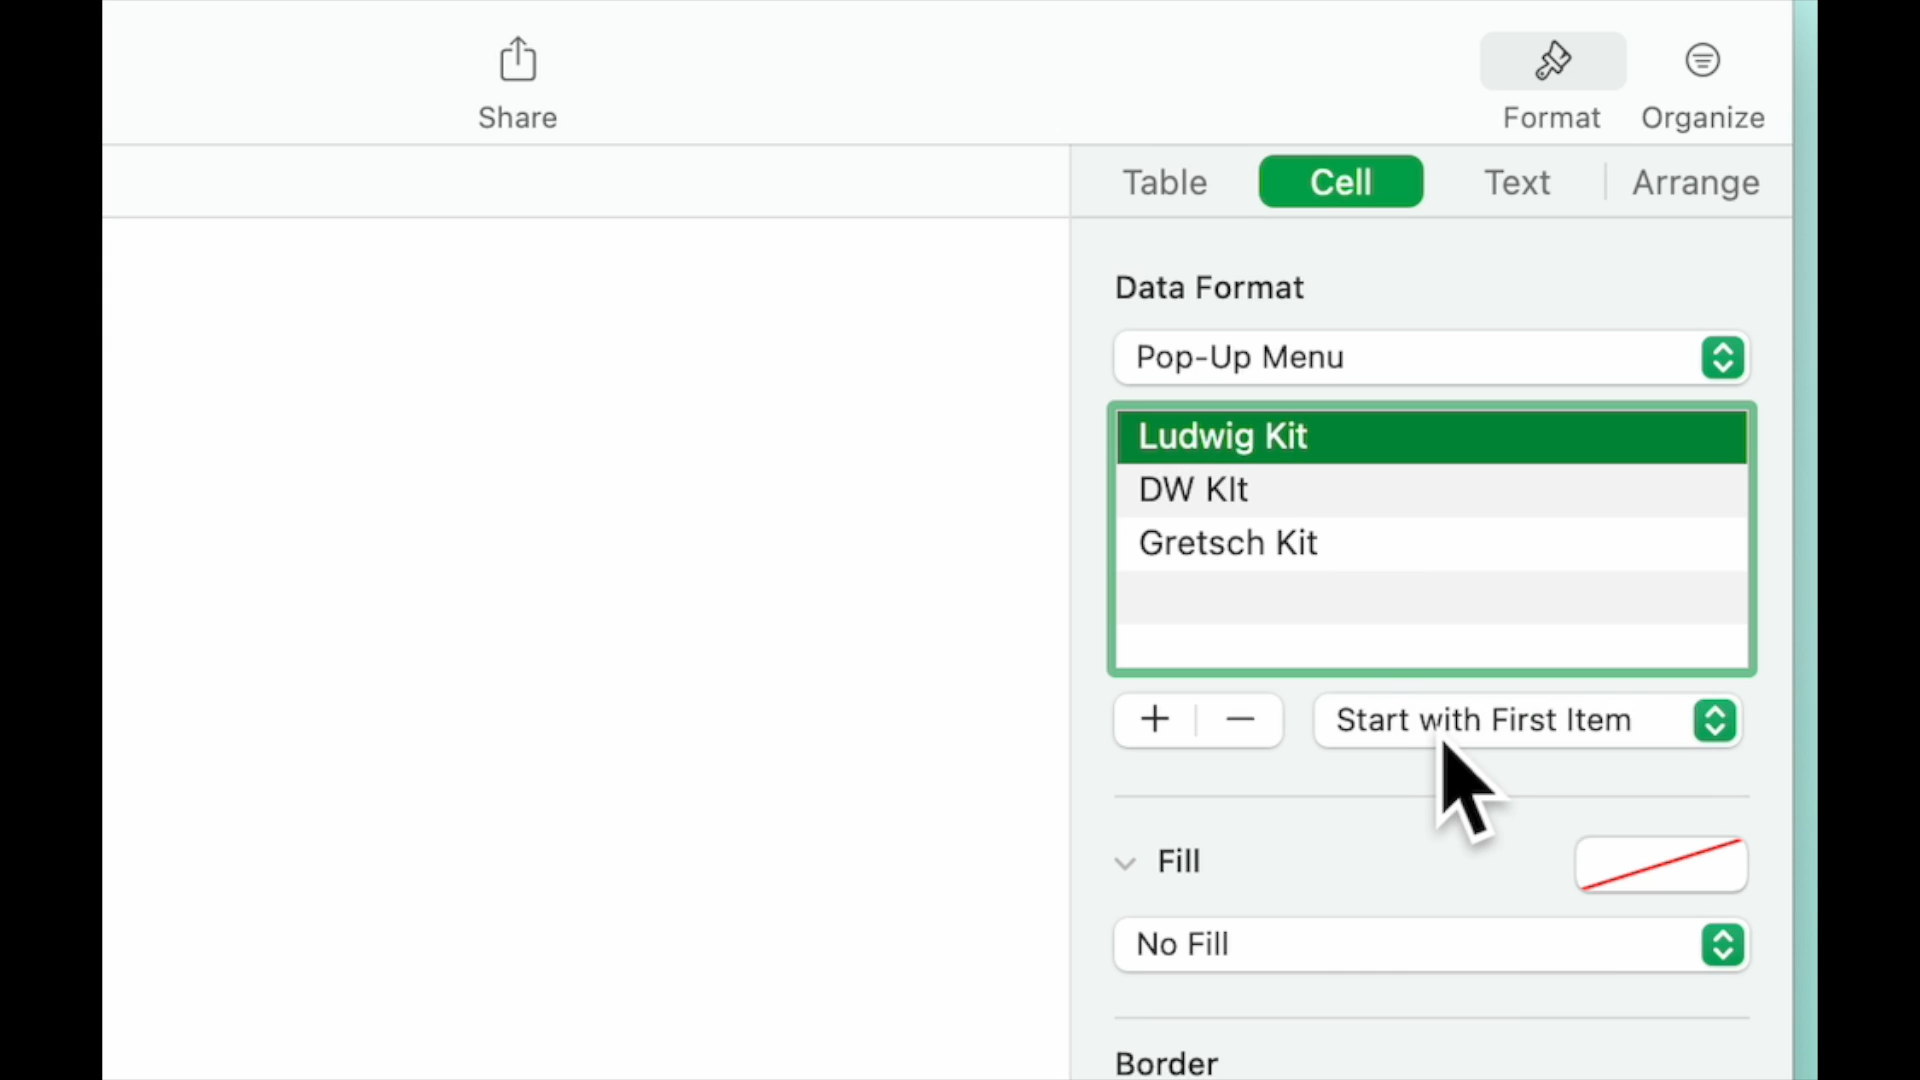 Share
Format
Organize
Table
Cell
Text
Arrange
Data Format
Pop-Up Menu
Ludwig Kit
DW KIt
Gretsch Kit
+
−
Start with First Item
Fill
No Fill
Border